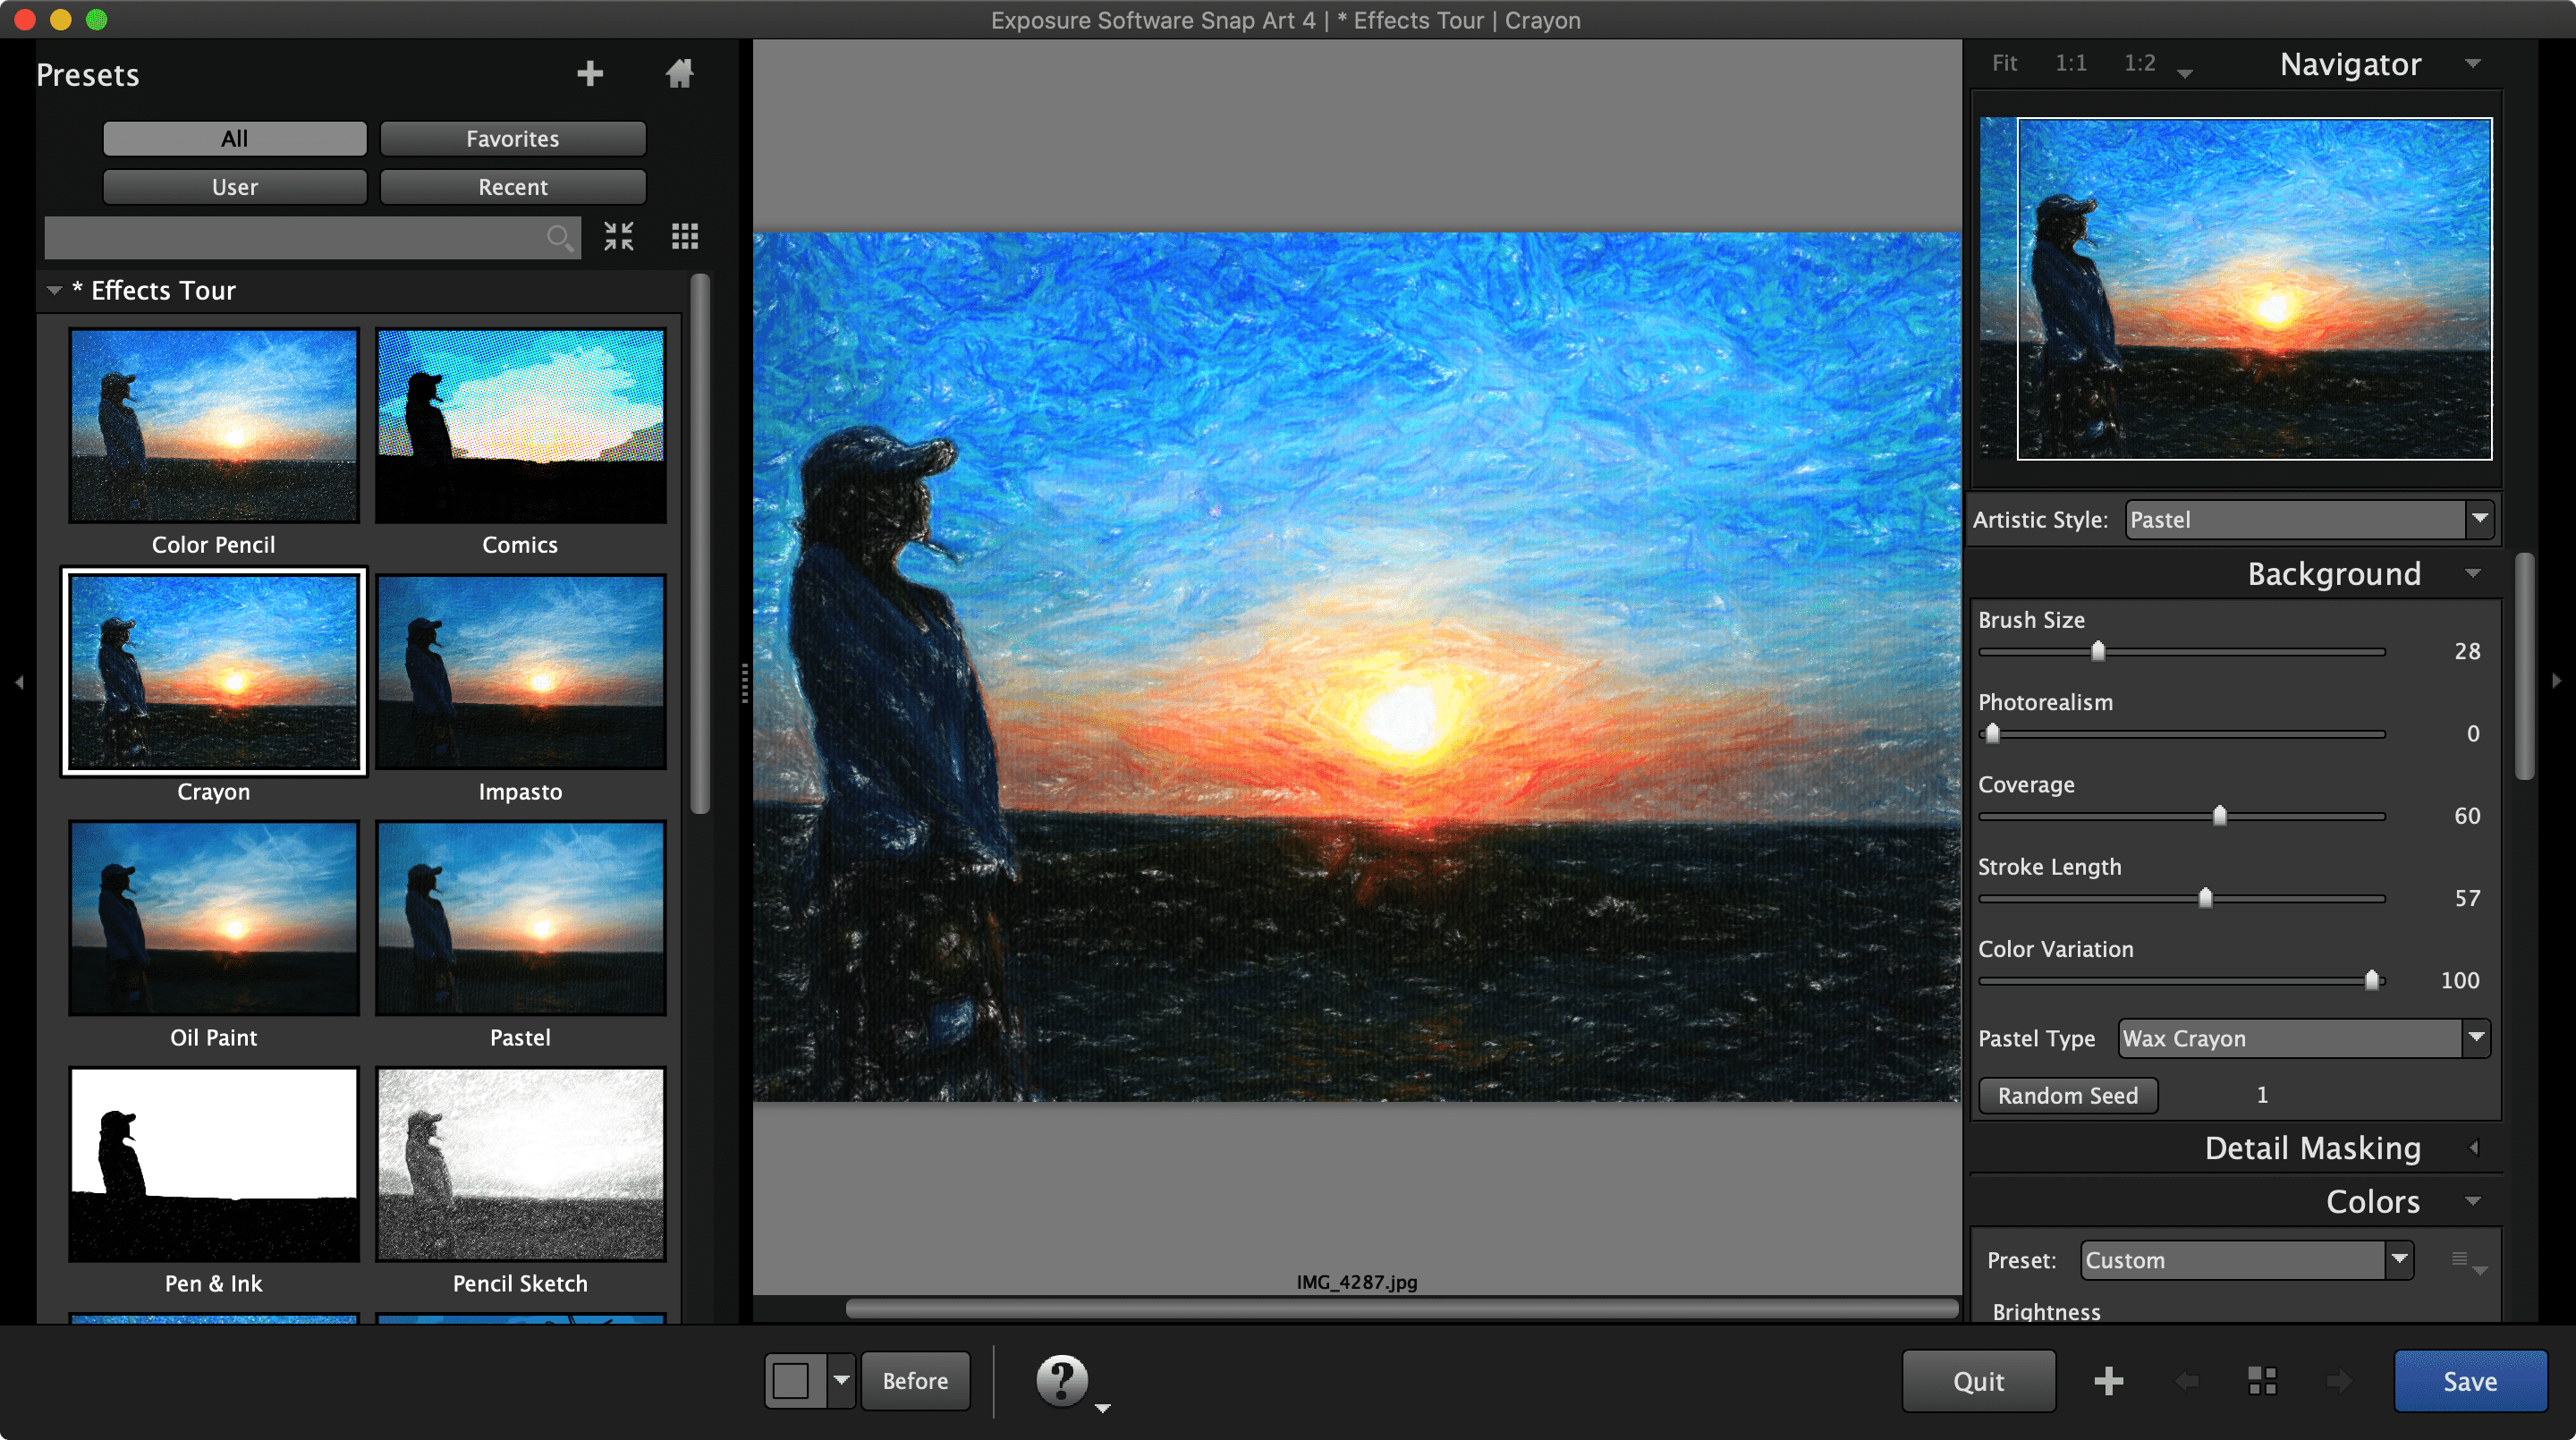 Exposure Software Snap Art 4 | * Effects Tour | Crayon
Presets
All
Favorites
User
Recent
* Effects Tour
Color Pencil
Comics
Crayon
Impasto
Oil Paint
Pastel
Pen & Ink
Pencil Sketch
IMG_4287.jpg
Before
?
Fit 1:1 1:2
Navigator
Artistic Style: Pastel
Background
Brush Size
28
Photorealism
0
Coverage
60
Stroke Length
57
Color Variation
100
Pastel Type Wax Crayon
Random Seed 1
Detail Masking
Colors
Preset: Custom
Brightness
Quit
Save